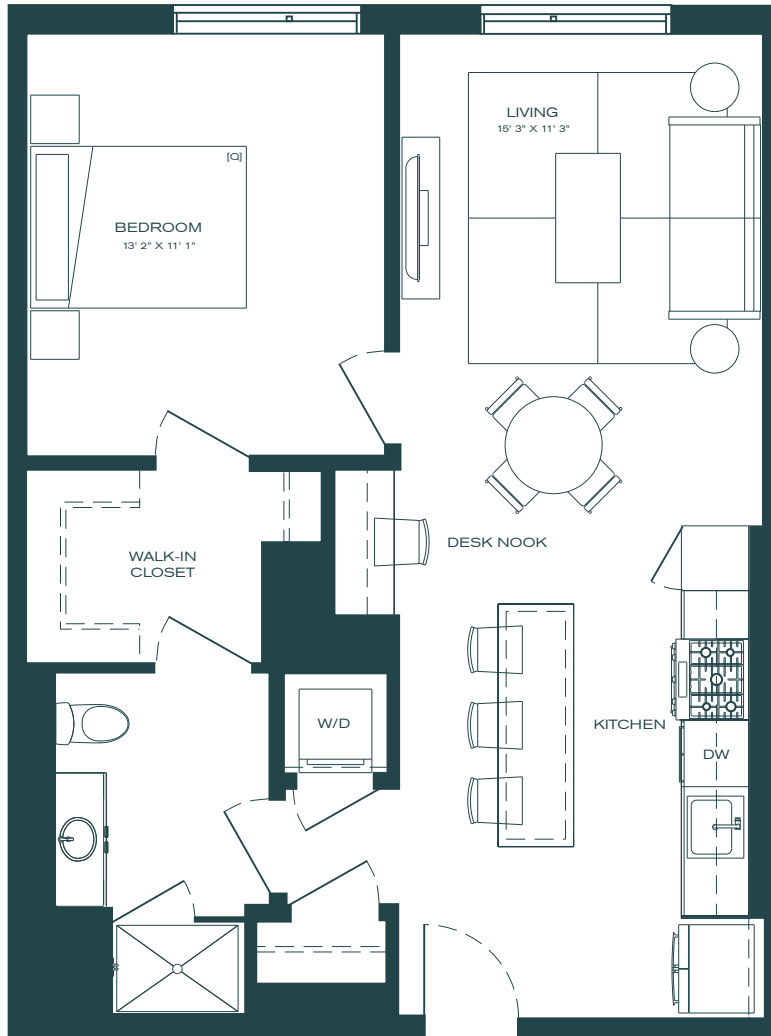 LIVING
15' 3" X 11' 3"
[Q]
BEDROOM
13' 2" X 11' 1"
DESK NOOK
WALK-IN
CLOSET
W/D
KITCHEN
DW